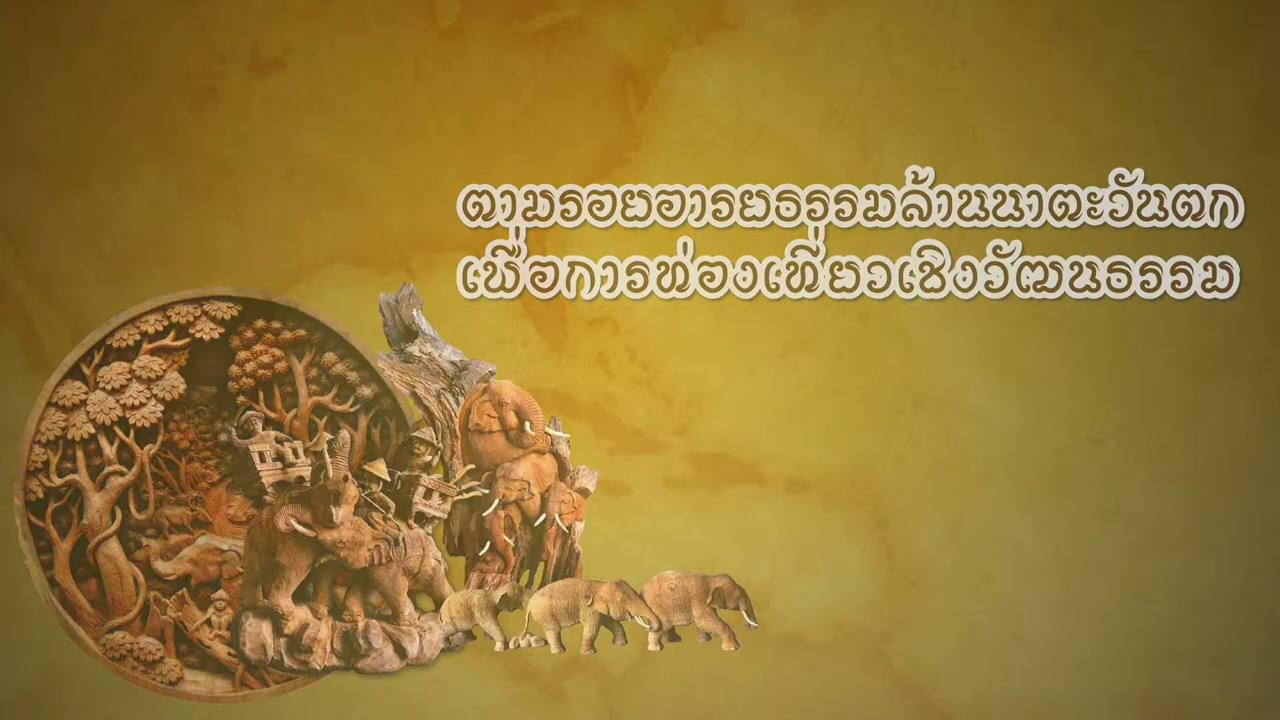 ตามรอยอารยธรรมล้านนาตะวันตก
เพื่อการท่องเที่ยวเชิงวัฒนธรรม